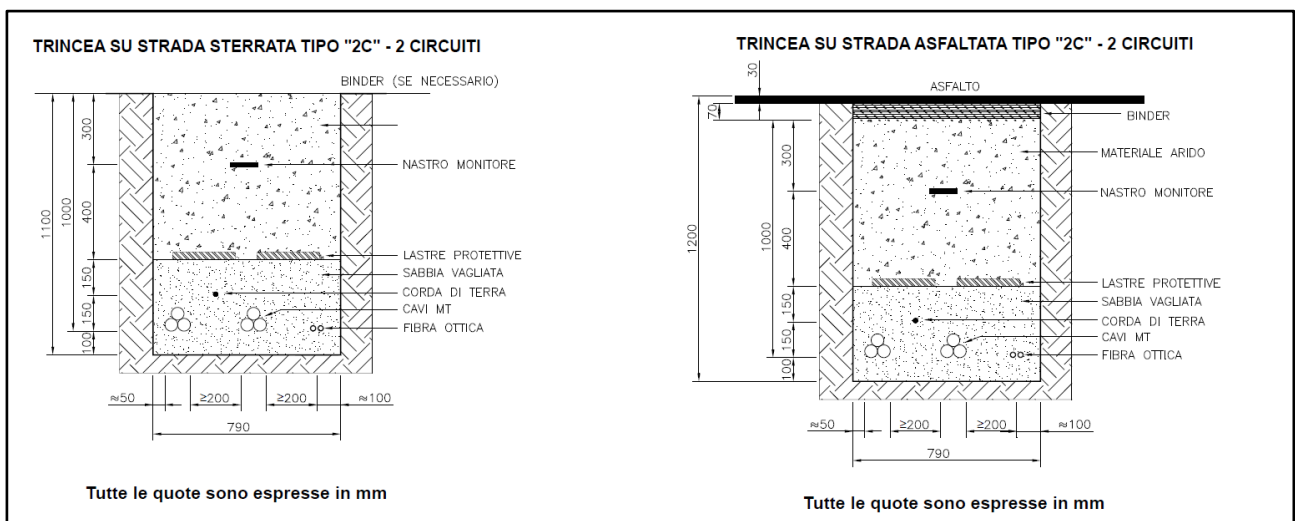 TRINCEA SU STRADA STERRATA TIPO "2C" - 2 CIRCUITI
BINDER (SE NECESSARIO)
300
NASTRO MONITORE
400
1000
1100
LASTRE PROTETTIVE
SABBIA VAGLIATA
150
CORDA DI TERRA
150
CAVI MT
FIBRA OTTICA
100
≈50
≥200
≥200
≈100
790
Tutte le quote sono espresse in mm
TRINCEA SU STRADA ASFALTATA TIPO "2C" - 2 CIRCUITI
30
ASFALTO
70
BINDER
300
MATERIALE ARIDO
NASTRO MONITORE
400
1000
1200
LASTRE PROTETTIVE
SABBIA VAGLIATA
150
CORDA DI TERRA
150
CAVI MT
FIBRA OTTICA
100
≈50
≥200
≥200
≈100
790
Tutte le quote sono espresse in mm